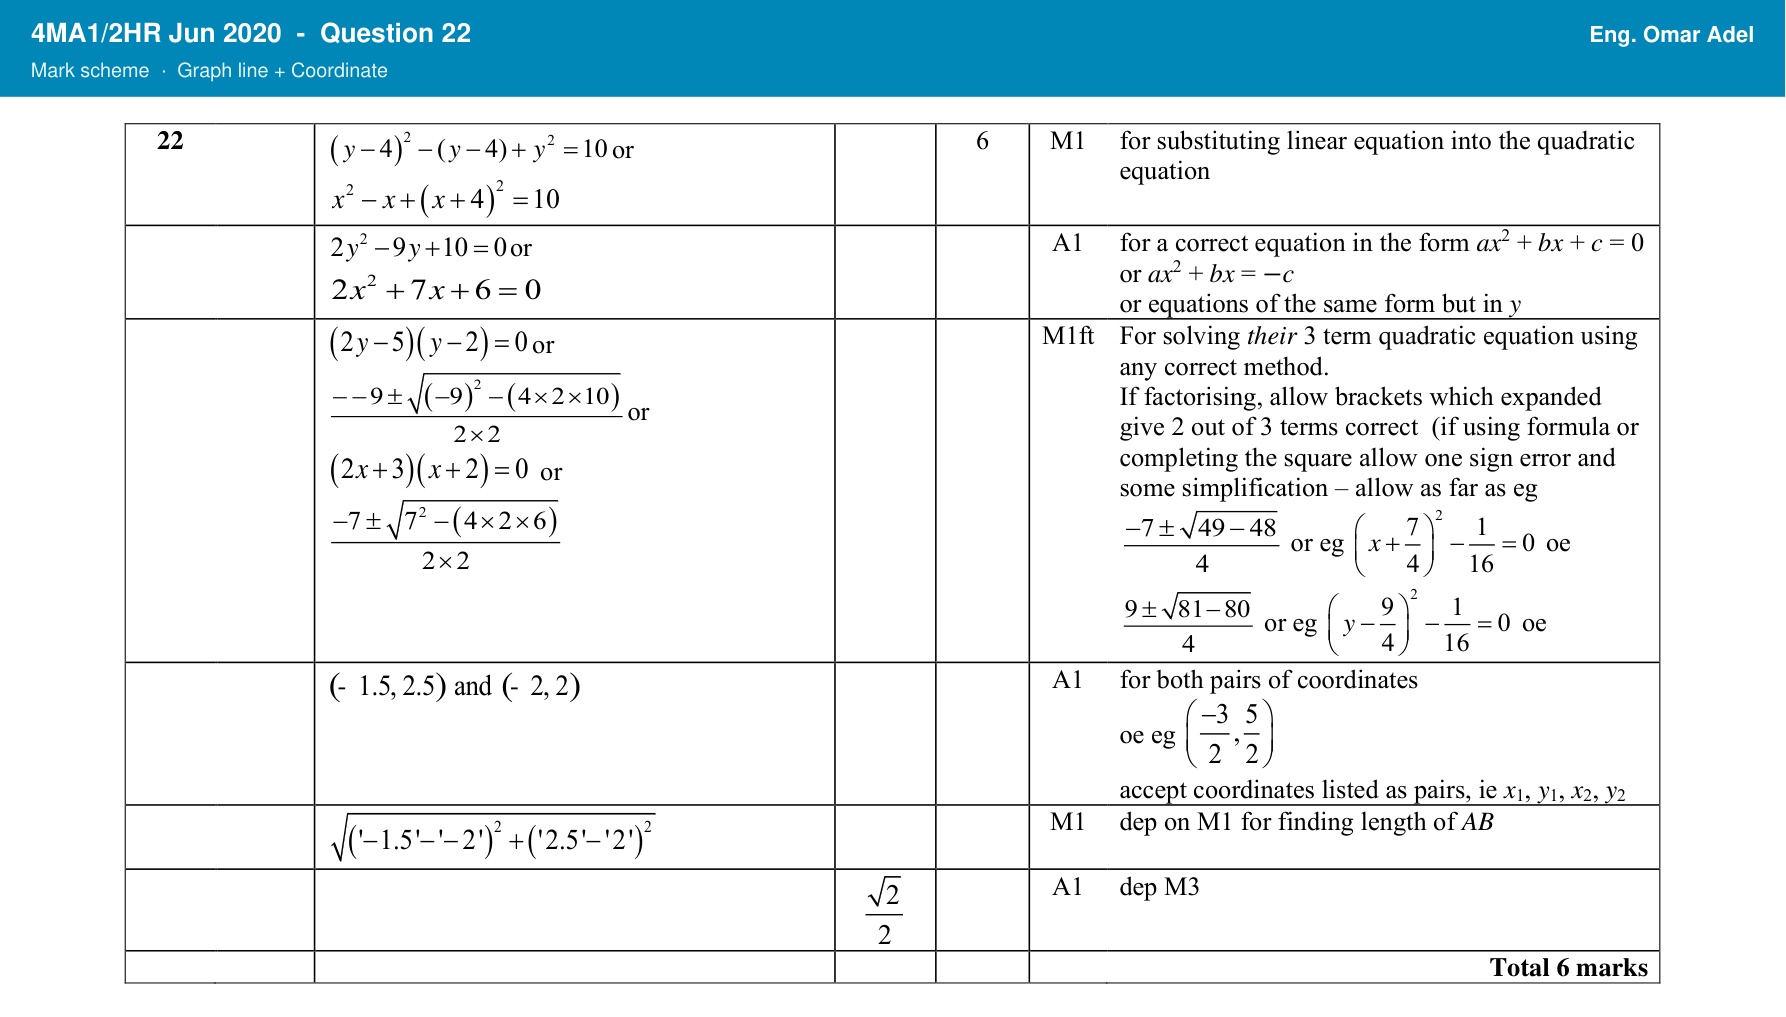 4MA1/2HR Jun 2020 - Question 22
Eng. Omar Adel
Mark scheme · Graph line + Coordinate
22
(y − 4)² − (y − 4) + y² = 10 or
x² − x + (x + 4)² = 10
6
M1
for substituting linear equation into the quadratic
equation
2y² − 9y + 10 = 0 or
2x² + 7x + 6 = 0
A1
for a correct equation in the form ax² + bx + c = 0
or ax² + bx = −c
or equations of the same form but in y
(2y − 5)(y − 2) = 0 or
(− −9 ± √((−9)² − (4×2×10))) / (2×2) or
(2x + 3)(x + 2) = 0 or
(−7 ± √(7² − (4×2×6))) / (2×2)
M1ft
For solving their 3 term quadratic equation using
any correct method.
If factorising, allow brackets which expanded
give 2 out of 3 terms correct (if using formula or
completing the square allow one sign error and
some simplification – allow as far as eg
(−7 ± √(49 − 48)) / 4 or eg (x + 7/4)² − 1/16 = 0 oe
(9 ± √(81 − 80)) / 4 or eg (y − 9/4)² − 1/16 = 0 oe
(- 1.5, 2.5) and (- 2, 2)
A1
for both pairs of coordinates
oe eg (−3/2, 5/2)
accept coordinates listed as pairs, ie x₁, y₁, x₂, y₂
√(('−1.5'−'−2')² + ('2.5'−'2')²)
M1
dep on M1 for finding length of AB
√2/2
A1
dep M3
Total 6 marks